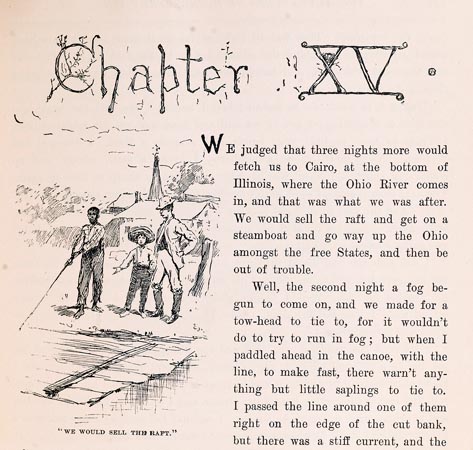 Chapter XV.
WE judged that three nights more would
fetch us to Cairo, at the bottom of
Illinois, where the Ohio River comes
in, and that was what we was after.
We would sell the raft and get on a
steamboat and go way up the Ohio
amongst the free States, and then be
out of trouble.
Well, the second night a fog be-
gun to come on, and we made for a
tow-head to tie to, for it wouldn't
do to try to run in fog; but when I
paddled ahead in the canoe, with the
line, to make fast, there warn't any-
thing but little saplings to tie to.
I passed the line around one of them
right on the edge of the cut bank,
but there was a stiff current, and the
"WE WOULD SELL THE RAFT."